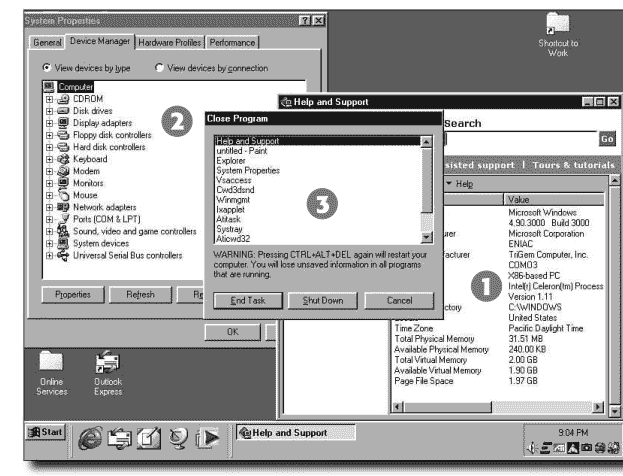 System Properties
General Device Manager Hardware Profiles Performance
View devices by type View devices by connection
Computer
CDROM
Disk drives
Display adapters
Floppy disk controllers
Hard disk controllers
Keyboard
Modem
Monitors
Mouse
Network adapters
Ports (COM & LPT)
Sound, video and game controllers
System devices
Universal Serial Bus controllers
Properties Refresh
OK
2
Close Program
Help and Support
untitled - Paint
Explorer
System Properties
Vsaccess
Cwd3dsnd
Winmgmt
Ixapplet
Atitask
Systray
Aticwd32
3
WARNING: Pressing CTRL+ALT+DEL again will restart your
computer. You will lose unsaved information in all programs
that are running.
End Task Shut Down Cancel
Help and Support
Search
Go
sisted support | Tours & tutorials
Help
Value
Microsoft Windows
4.90.3000 Build 3000
urer Microsoft Corporation
ENIAC
facturer TriGem Computer, Inc.
COMO3
X86-based PC
Intel(r) Celeron(tm) Process
Version 1.11
ctory C:\WINDOWS
United States
Time Zone Pacific Daylight Time
Total Physical Memory 31.51 MB
Available Physical Memory 240.00 KB
Total Virtual Memory 2.00 GB
Available Virtual Memory 1.90 GB
Page File Space 1.97 GB
1
Shortcut to
Work
Online
Services
Outlook
Express
Start
Help and Support
9:04 PM